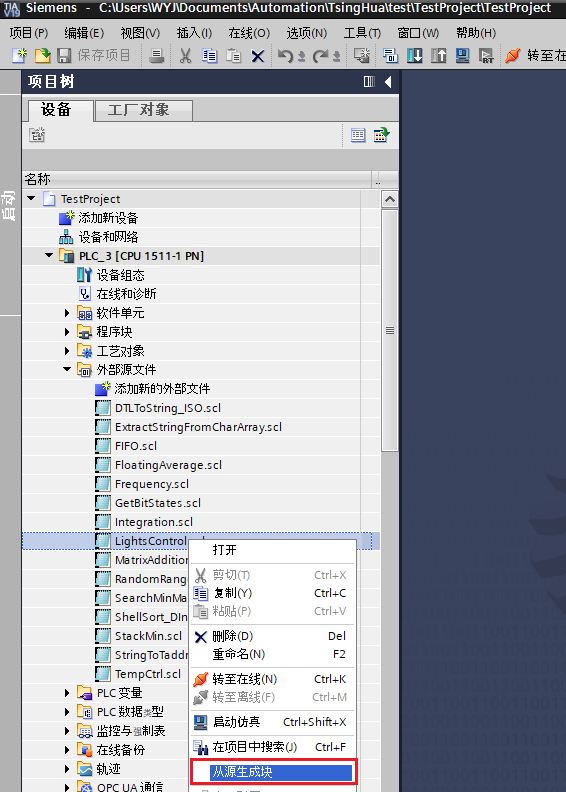 Siemens - C:\Users\WYJ\Documents\Automation\TsingHua\test\TestProject\TestProject
项目(P) 编辑(E) 视图(V) 插入(I) 在线(O) 选项(N) 工具(T) 窗口(W) 帮助(H)
保存项目 转至在
项目树
设备 工厂对象
名称
启动
TestProject
添加新设备
设备和网络
PLC_3 [CPU 1511-1 PN]
设备组态
在线和诊断
软件单元
程序块
工艺对象
外部源文件
添加新的外部文件
DTLToString_ISO.scl
ExtractStringFromCharArray.scl
FIFO.scl
FloatingAverage.scl
Frequency.scl
GetBitStates.scl
Integration.scl
LightsControl
MatrixAddition
RandomRang
SearchMinMa
ShellSort_DIn
StackMin.scl
StringToTaddr
TempCtrl.scl
PLC 变量
PLC 数据类型
监控与强制表
在线备份
轨迹
OPC UA 通信
打开
剪切(T) Ctrl+X
复制(Y) Ctrl+C
粘贴(P) Ctrl+V
删除(D) Del
重命名(N) F2
转至在线(N) Ctrl+K
转至离线(F) Ctrl+M
启动仿真 Ctrl+Shift+X
在项目中搜索(J) Ctrl+F
从源生成块